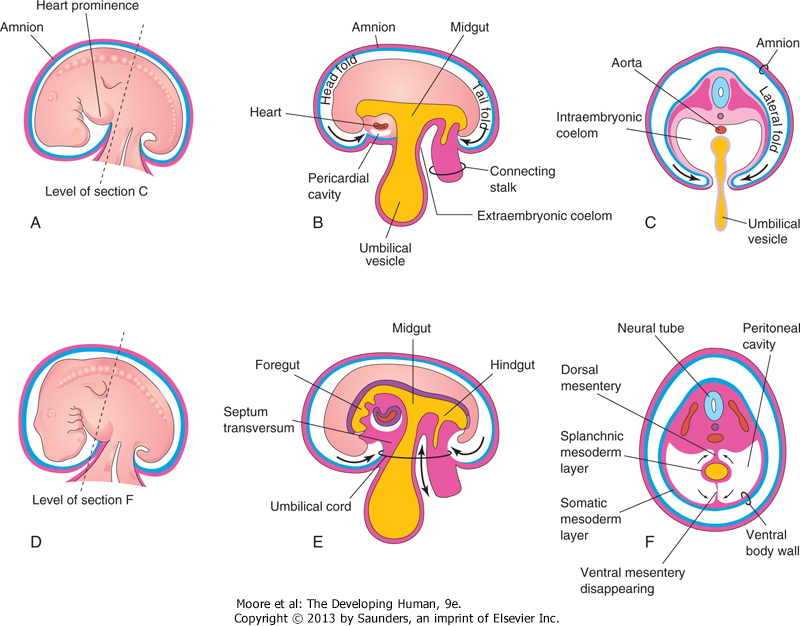 Heart prominence
Amnion
Level of section C
A
Amnion
Midgut
Head fold
Tail fold
Heart
Pericardial
cavity
Connecting
stalk
Extraembryonic coelom
Umbilical
vesicle
B
Amnion
Aorta
Lateral fold
Intraembryonic
coelom
Umbilical
vesicle
C
Level of section F
D
Midgut
Foregut
Hindgut
Septum
transversum
Umbilical cord
E
Neural tube
Peritoneal
cavity
Dorsal
mesentery
Splanchnic
mesoderm
layer
Somatic
mesoderm
layer
Ventral
body wall
Ventral mesentery
disappearing
F
Moore et al: The Developing Human, 9e.
Copyright © 2013 by Saunders, an imprint of Elsevier Inc.